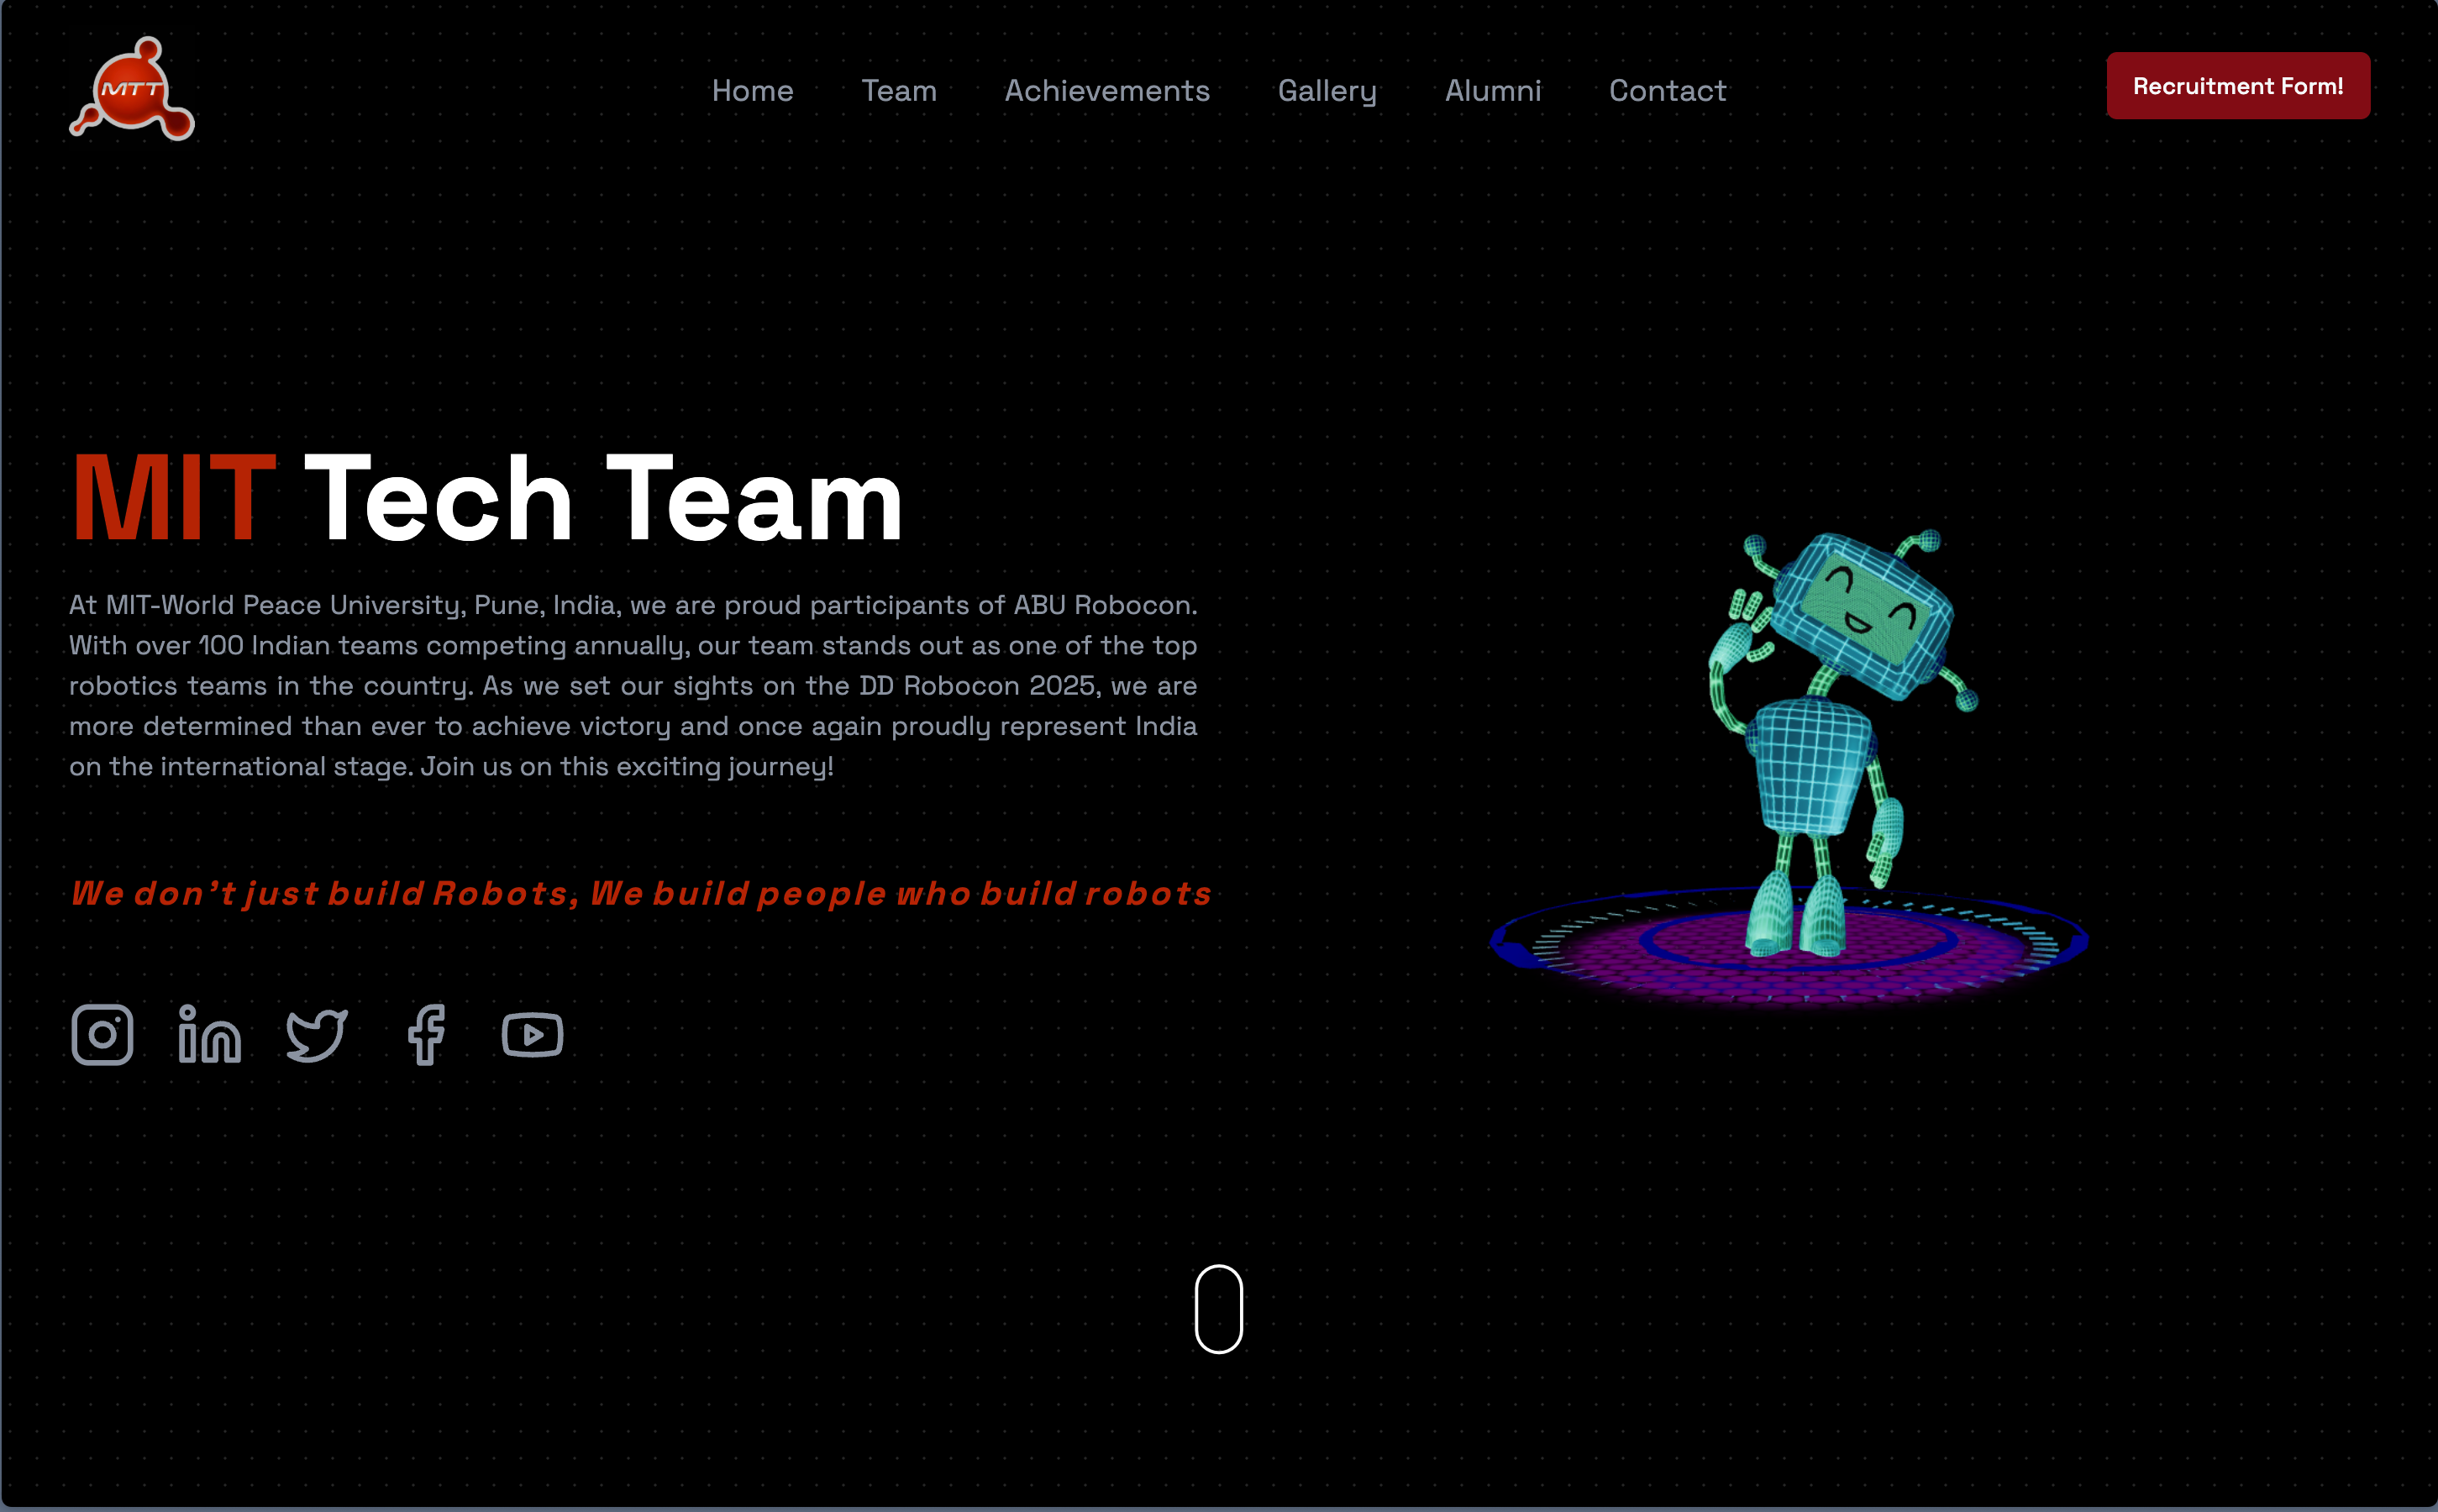 MTT
Home Team Achievements Gallery Alumni Contact
Recruitment Form!
MIT Tech Team
At MIT-World Peace University, Pune, India, we are proud participants of ABU Robocon.
With over 100 Indian teams competing annually, our team stands out as one of the top
robotics teams in the country. As we set our sights on the DD Robocon 2025, we are
more determined than ever to achieve victory and once again proudly represent India
on the international stage. Join us on this exciting journey!
We don't just build Robots, We build people who build robots